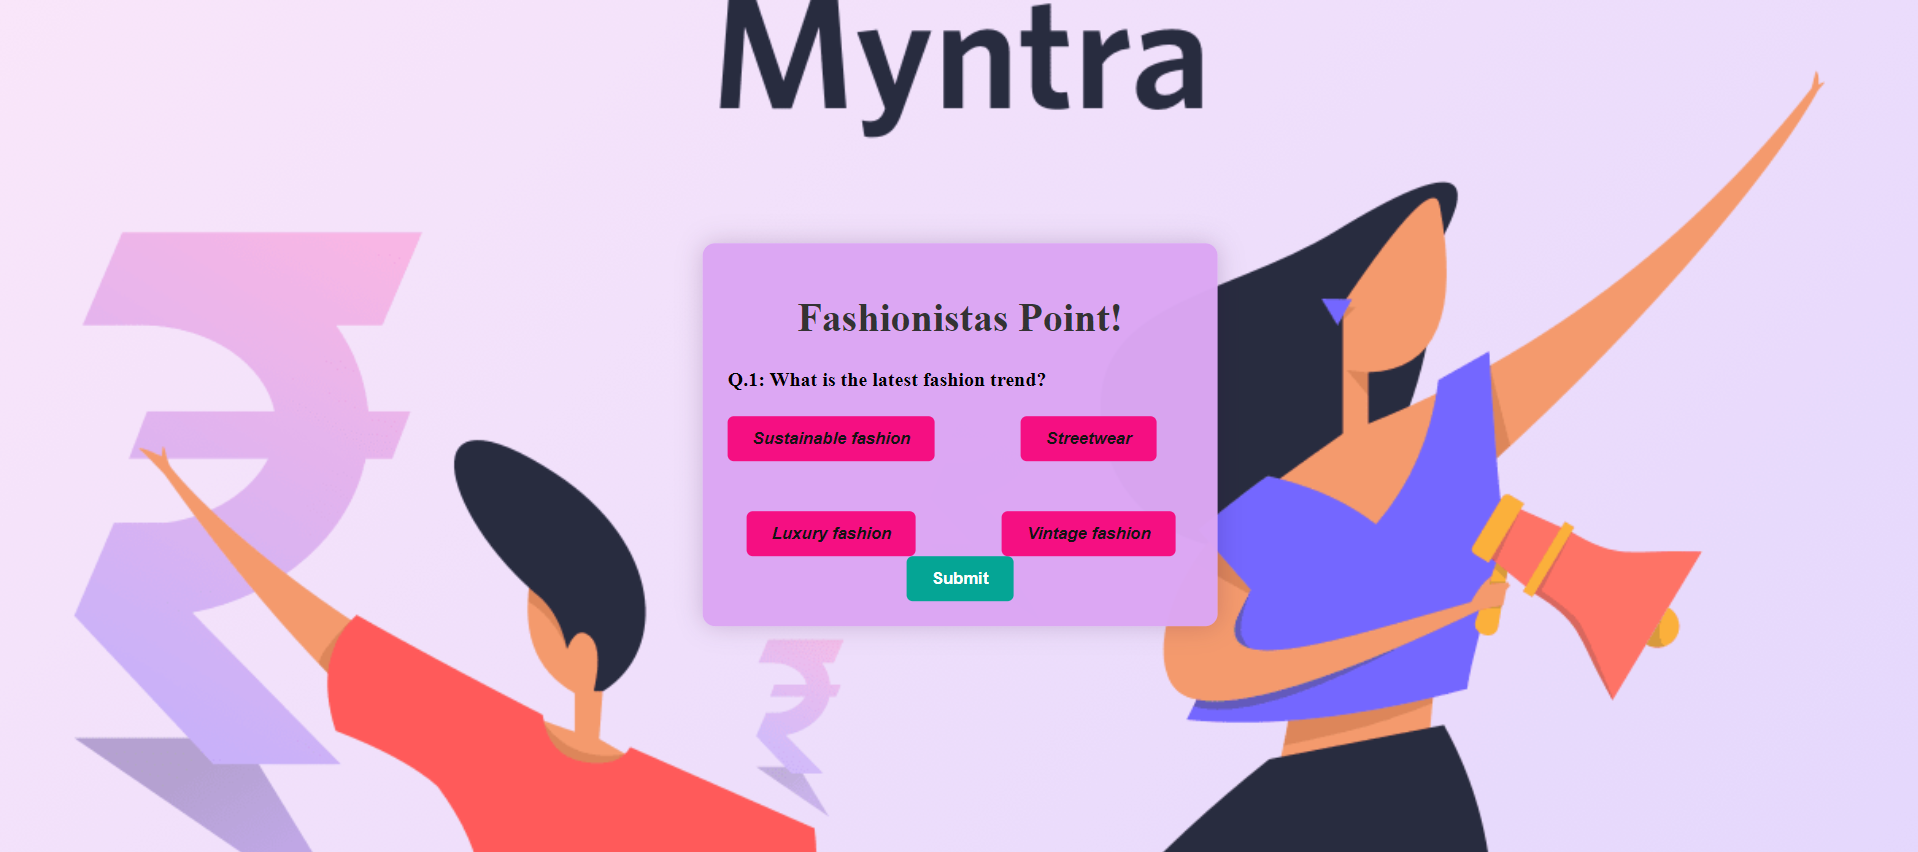 Myntra
Fashionistas Point!
Q.1: What is the latest fashion trend?
Sustainable fashion
Streetwear
Luxury fashion
Vintage fashion
Submit